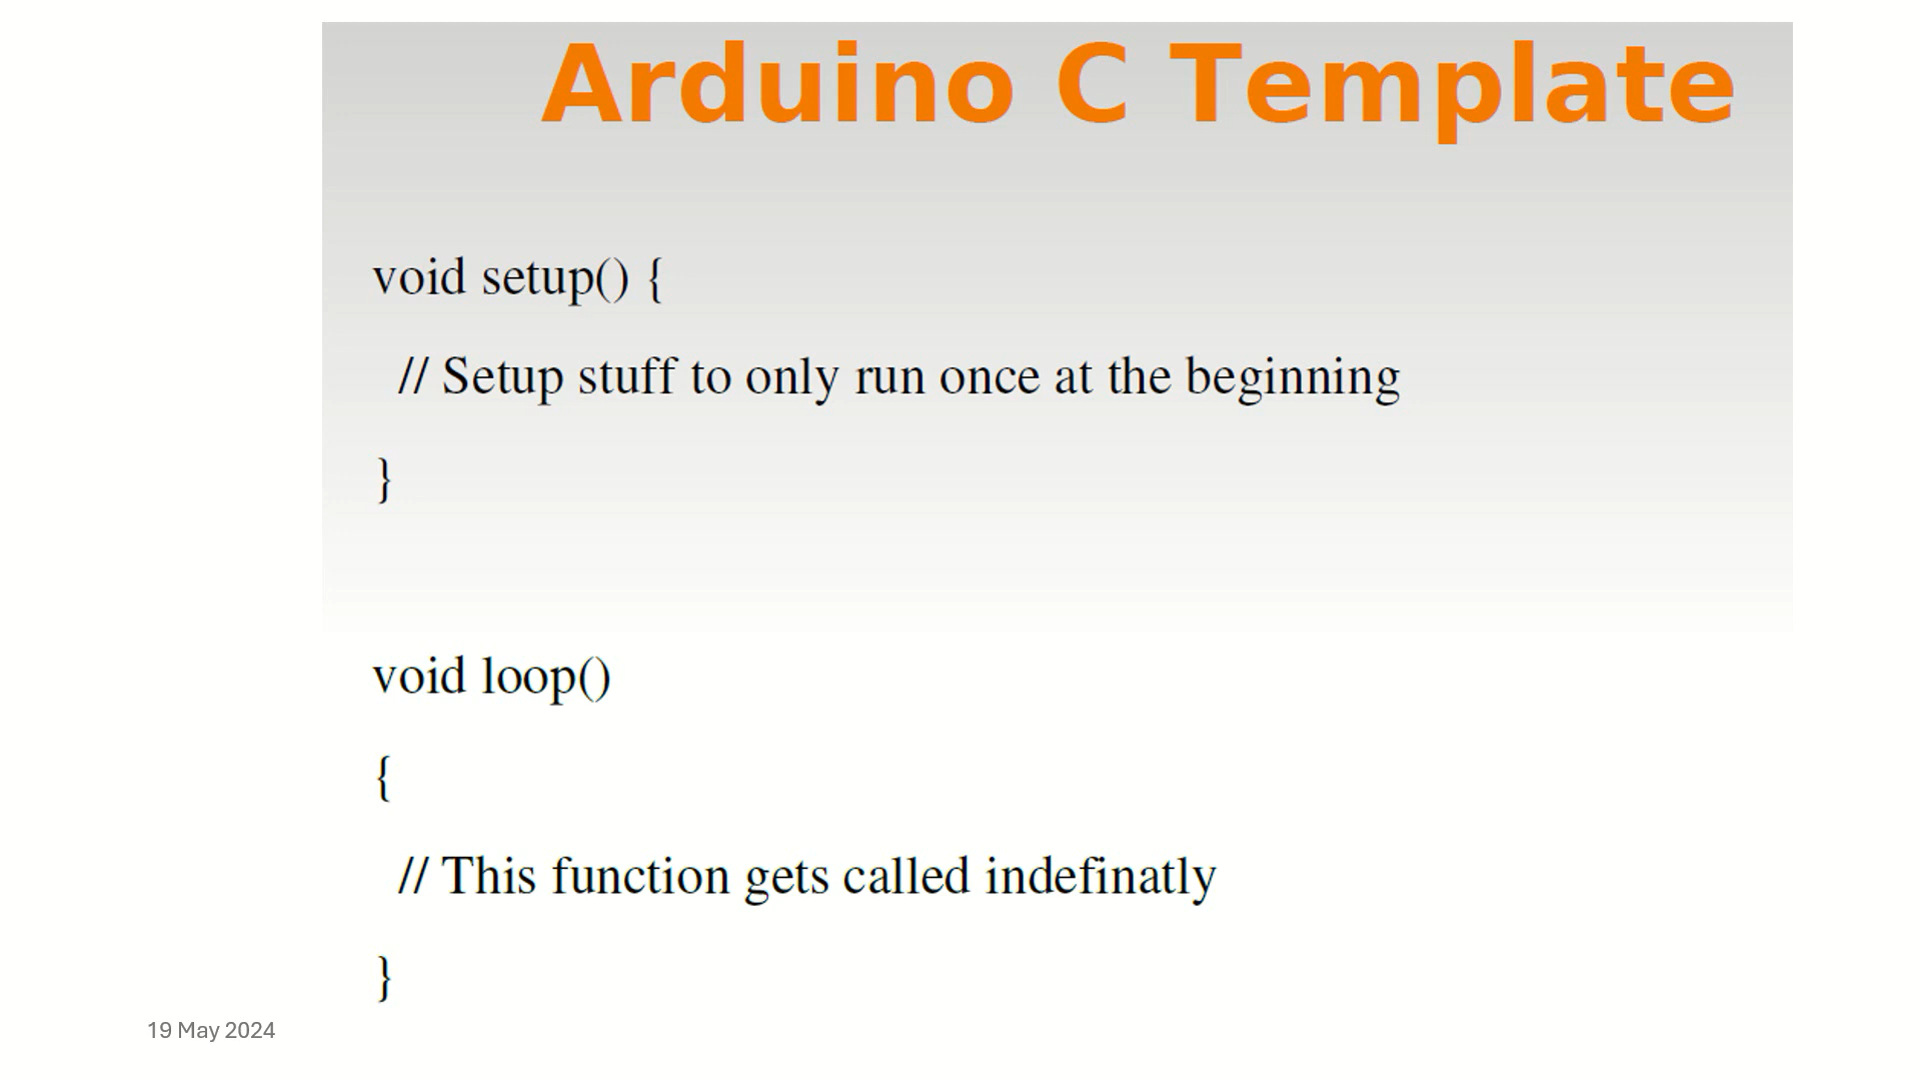 Arduino C Template
void setup() {
// Setup stuff to only run once at the beginning
}
void loop()
{
// This function gets called indefinatly
}
19 May 2024